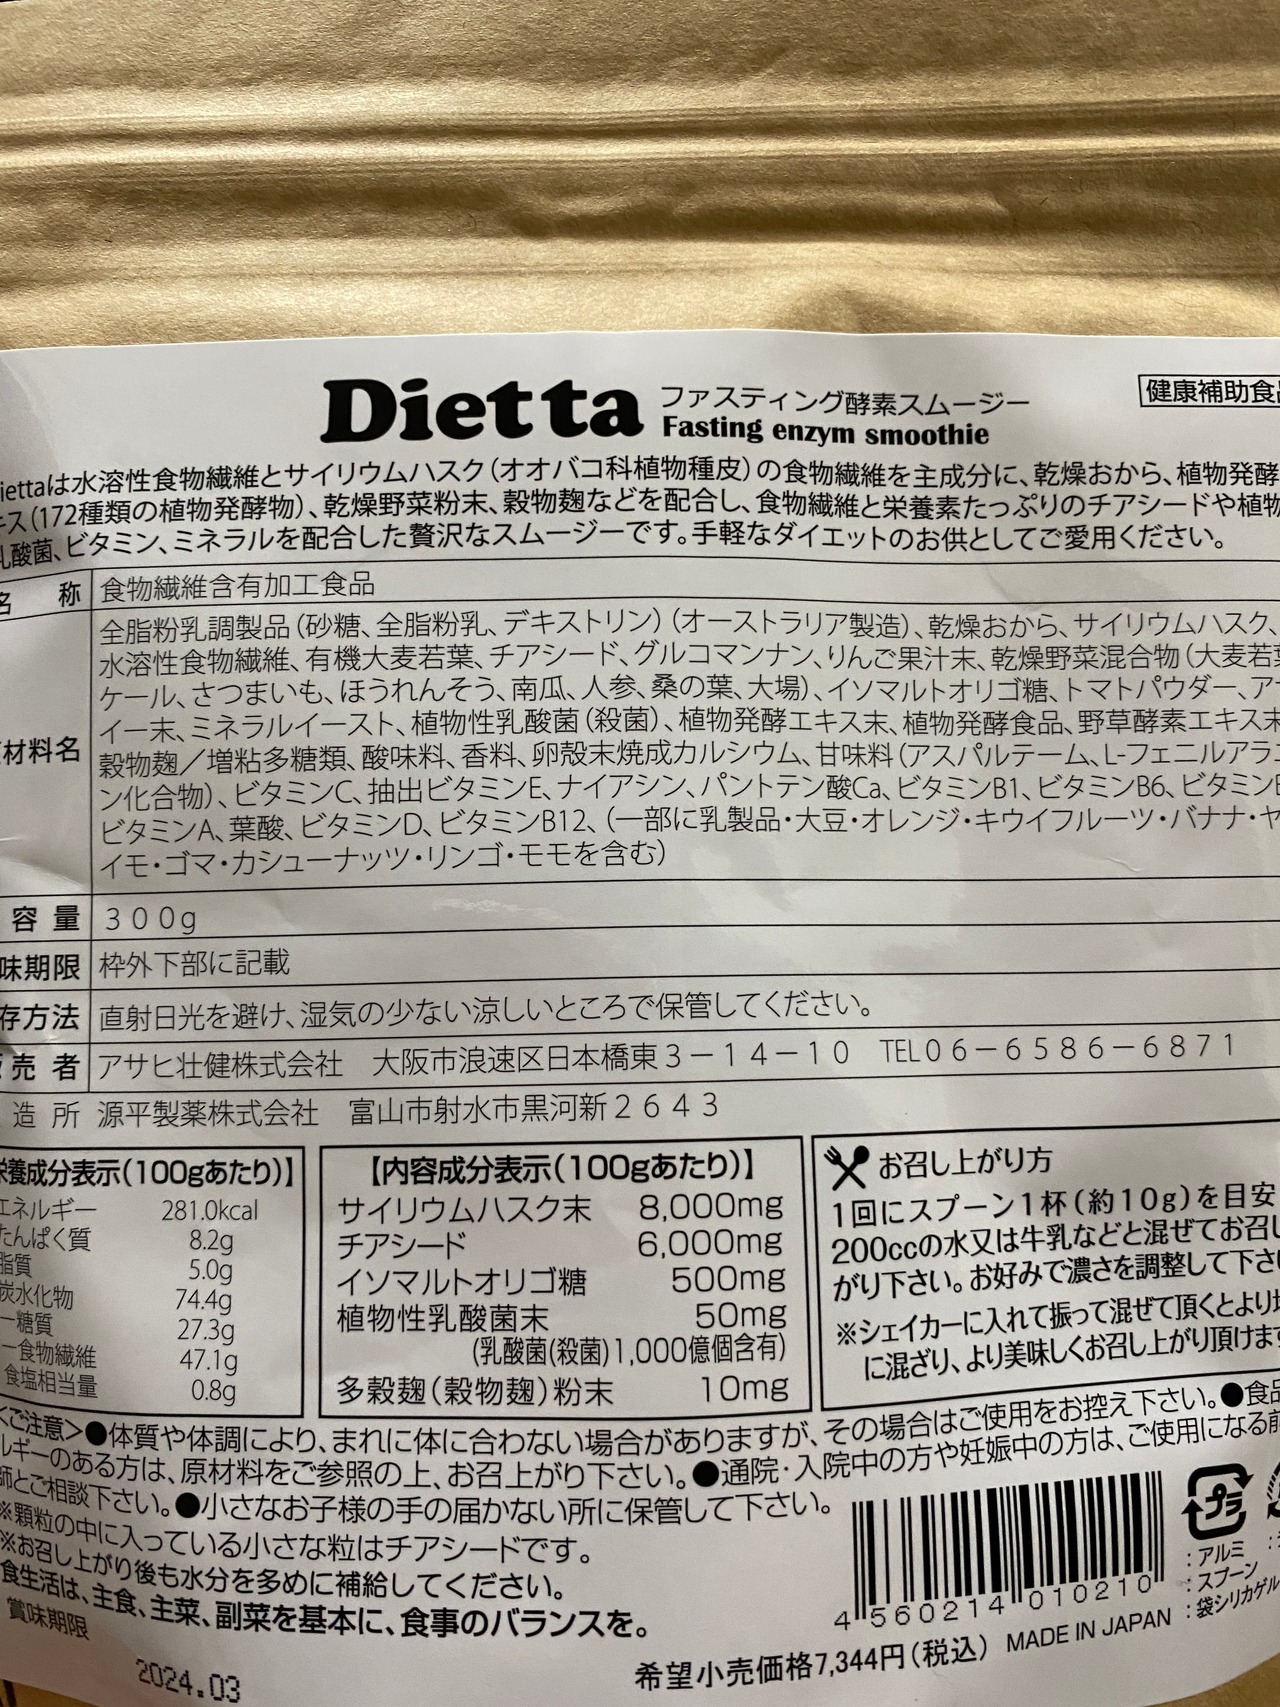 Dietta
ファスティング酵素スムージー
Fasting enzym smoothie
健康補助食品
iettaは水溶性食物繊維とサイリウムハスク(オオバコ科植物種皮)の食物繊維を主成分に、乾燥おから、植物発酵
キス(172種類の植物発酵物)、乾燥野菜粉末、穀物麹などを配合し、食物繊維と栄養素たっぷりのチアシードや植物
乳酸菌、ビタミン、ミネラルを配合した贅沢なスムージーです。手軽なダイエットのお供としてご愛用ください。
名 称 食物繊維含有加工食品
材料名 全脂粉乳調製品(砂糖、全脂粉乳、デキストリン)(オーストラリア製造)、乾燥おから、サイリウムハスク、
水溶性食物繊維、有機大麦若葉、チアシード、グルコマンナン、りんご果汁末、乾燥野菜混合物(大麦若葉
ケール、さつまいも、ほうれんそう、南瓜、人参、桑の葉、大場)、イソマルトオリゴ糖、トマトパウダー、アサ
イー末、ミネラルイースト、植物性乳酸菌(殺菌)、植物発酵エキス末、植物発酵食品、野草酵素エキス末
穀物麹/増粘多糖類、酸味料、香料、卵殻末焼成カルシウム、甘味料(アスパルテーム、L-フェニルアラニ
ン化合物)、ビタミンC、抽出ビタミンE、ナイアシン、パントテン酸Ca、ビタミンB1、ビタミンB6、ビタミンB
ビタミンA、葉酸、ビタミンD、ビタミンB12、(一部に乳製品・大豆・オレンジ・キウイフルーツ・バナナ・ヤ
イモ・ゴマ・カシューナッツ・リンゴ・モモを含む)
容量 300g
味期限 枠外下部に記載
存方法 直射日光を避け、湿気の少ない涼しいところで保管してください。
売者 アサヒ壮健株式会社 大阪市浪速区日本橋東3-14-10 TEL06-6586-6871
造所 源平製薬株式会社 富山市射水市黒河新2643
栄養成分表示(100gあたり)】
エネルギー 281.0kcal
たんぱく質 8.2g
脂質 5.0g
炭水化物 74.4g
ー糖質 27.3g
ー食物繊維 47.1g
食塩相当量 0.8g
【内容成分表示(100gあたり)】
サイリウムハスク末 8,000mg
チアシード 6,000mg
イソマルトオリゴ糖 500mg
植物性乳酸菌末 50mg
(乳酸菌(殺菌)1,000億個含有)
多穀麹(穀物麹)粉末 10mg
お召し上がり方
1回にスプーン1杯(約10g)を目安
200ccの水又は牛乳などと混ぜてお召し
がり下さい。お好みで濃さを調整して下さい
※シェイカーに入れて振って混ぜて頂くとより均
に混ざり、より美味しくお召し上がり頂けます
<ご注意>●体質や体調により、まれに体に合わない場合がありますが、その場合はご使用をお控え下さい。●食品
ルギーのある方は、原材料をご参照の上、お召上がり下さい。●通院・入院中の方や妊娠中の方は、ご使用になる前
師とご相談下さい。●小さなお子様の手の届かない所に保管して下さい。
※顆粒の中に入っている小さな粒はチアシードです。
※お召し上がり後も水分を多めに補給してください。
食生活は、主食、主菜、副菜を基本に、食事のバランスを。
賞味期限
2024.03
4560214010210
プラ
:アルミ
:スプーン
:袋シリカゲル
希望小売価格7,344円(税込) MADE IN JAPAN